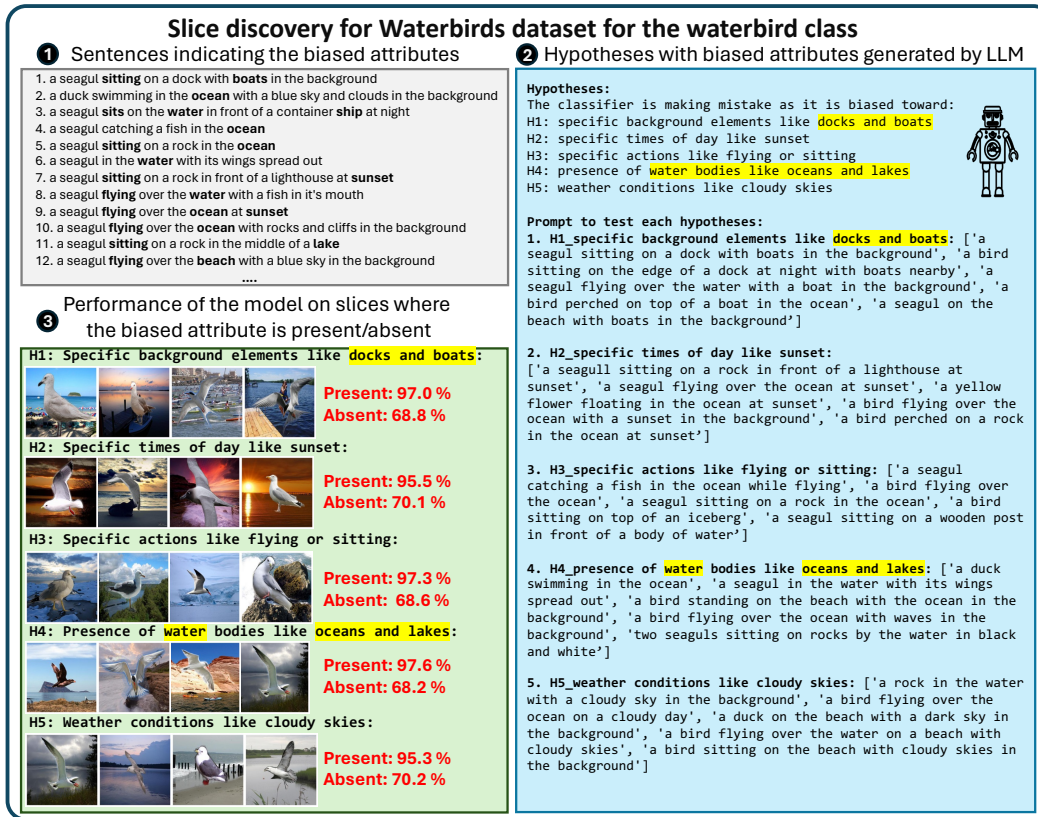 Slice discovery for Waterbirds dataset for the waterbird class
1 Sentences indicating the biased attributes
1. a seagul sitting on a dock with boats in the background
2. a duck swimming in the ocean with a blue sky and clouds in the background
3. a seagul sits on the water in front of a container ship at night
4. a seagul catching a fish in the ocean
5. a seagul sitting on a rock in the ocean
6. a seagul in the water with its wings spread out
7. a seagul sitting on a rock in front of a lighthouse at sunset
8. a seagul flying over the water with a fish in it's mouth
9. a seagul flying over the ocean at sunset
10. a seagul flying over the ocean with rocks and cliffs in the background
11. a seagul sitting on a rock in the middle of a lake
12. a seagul flying over the beach with a blue sky in the background
....
3 Performance of the model on slices where
the biased attribute is present/absent
H1: Specific background elements like docks and boats:
Present: 97.0 %
Absent: 68.8 %
H2: Specific times of day like sunset:
Present: 95.5 %
Absent: 70.1 %
H3: Specific actions like flying or sitting:
Present: 97.3 %
Absent: 68.6 %
H4: Presence of water bodies like oceans and lakes:
Present: 97.6 %
Absent: 68.2 %
H5: Weather conditions like cloudy skies:
Present: 95.3 %
Absent: 70.2 %
2 Hypotheses with biased attributes generated by LLM
Hypotheses:
The classifier is making mistake as it is biased toward:
H1: specific background elements like docks and boats
H2: specific times of day like sunset
H3: specific actions like flying or sitting
H4: presence of water bodies like oceans and lakes
H5: weather conditions like cloudy skies
Prompt to test each hypotheses:
1. H1_specific background elements like docks and boats: ['a
seagul sitting on a dock with boats in the background', 'a bird
sitting on the edge of a dock at night with boats nearby', 'a
seagul flying over the water with a boat in the background', 'a
bird perched on top of a boat in the ocean', 'a seagul on the
beach with boats in the background’]
2. H2_specific times of day like sunset:
['a seagull sitting on a rock in front of a lighthouse at
sunset', 'a seagul flying over the ocean at sunset', 'a yellow
flower floating in the ocean at sunset', 'a bird flying over the
ocean with a sunset in the background', 'a bird perched on a rock
in the ocean at sunset’]
3. H3_specific actions like flying or sitting: ['a seagul
catching a fish in the ocean while flying', 'a bird flying over
the ocean', 'a seagul sitting on a rock in the ocean', 'a bird
sitting on top of an iceberg', 'a seagul sitting on a wooden post
in front of a body of water’]
4. H4_presence of water bodies like oceans and lakes: ['a duck
swimming in the ocean', 'a seagul in the water with its wings
spread out', 'a bird standing on the beach with the ocean in the
background', 'a bird flying over the ocean with waves in the
background', 'two seaguls sitting on rocks by the water in black
and white’]
5. H5_weather conditions like cloudy skies: ['a rock in the water
with a cloudy sky in the background', 'a bird flying over the
ocean on a cloudy day', 'a duck on the beach with a dark sky in
the background', 'a bird flying over the water on a beach with
cloudy skies', 'a bird sitting on the beach with cloudy skies in
the background']